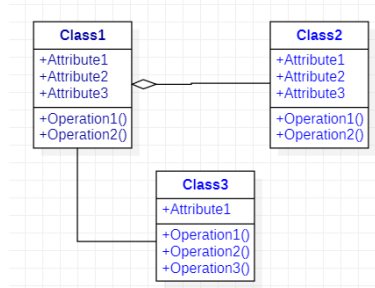 Class1
+Attribute1
+Attribute2
+Attribute3
+Operation1()
+Operation2()
Class2
+Attribute1
+Attribute2
+Attribute3
+Operation1()
+Operation2()
Class3
+Attribute1
+Operation1()
+Operation2()
+Operation3()